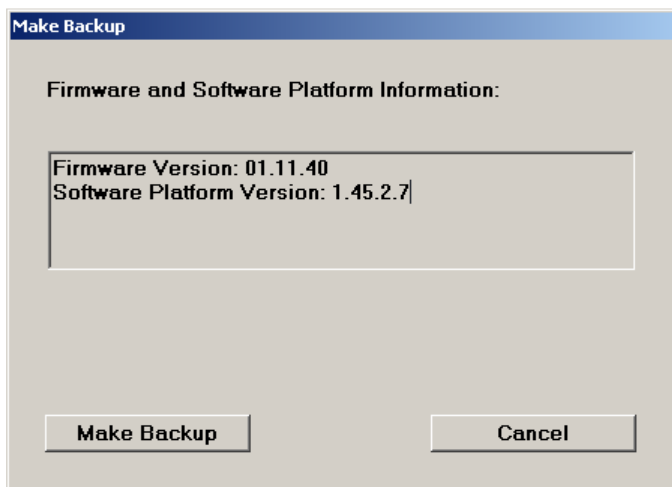 Make Backup
Firmware and Software Platform Information:
Firmware Version: 01.11.40
Software Platform Version: 1.45.2.7
Make Backup
Cancel